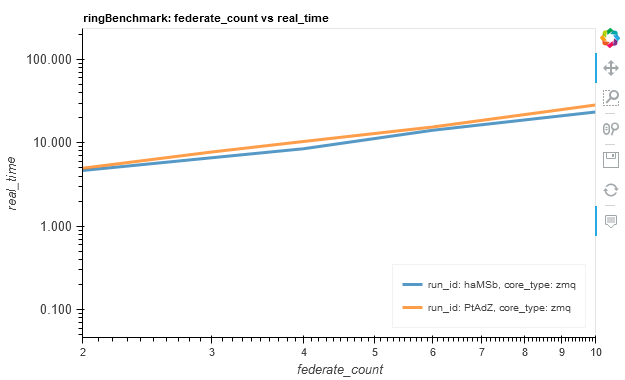 ringBenchmark: federate_count vs real_time
100.000
10.000
1.000
0.100
real_time
run_id: haMSb, core_type: zmq
run_id: PtAdZ, core_type: zmq
2
3
4
5
6
7
8
9
10
federate_count